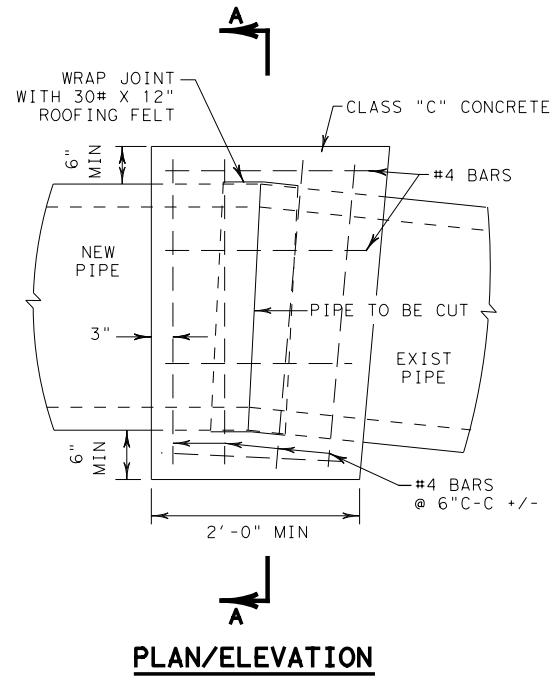 A
WRAP JOINT
WITH 30# X 12"
ROOFING FELT
CLASS "C" CONCRETE
6"
MIN
#4 BARS
NEW
PIPE
3"
PIPE TO BE CUT
EXIST
PIPE
6"
MIN
#4 BARS
@ 6"C-C +/-
2'-0" MIN
A
PLAN/ELEVATION